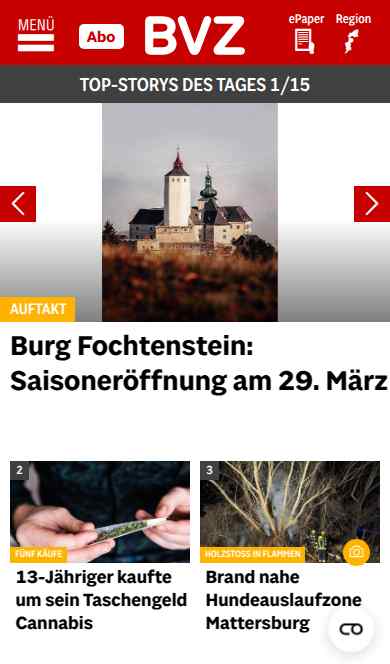 MENÜ
Abo
BVZ
ePaper
Region
TOP-STORYS DES TAGES 1/15
AUFTAKT
Burg Fochtenstein:
Saisoneröffnung am 29. März
2
FÜNF KÄUFE
13-Jähriger kaufte
um sein Taschengeld
Cannabis
3
HOLZSTOSS IN FLAMMEN
Brand nahe
Hundeauslaufzone
Mattersburg